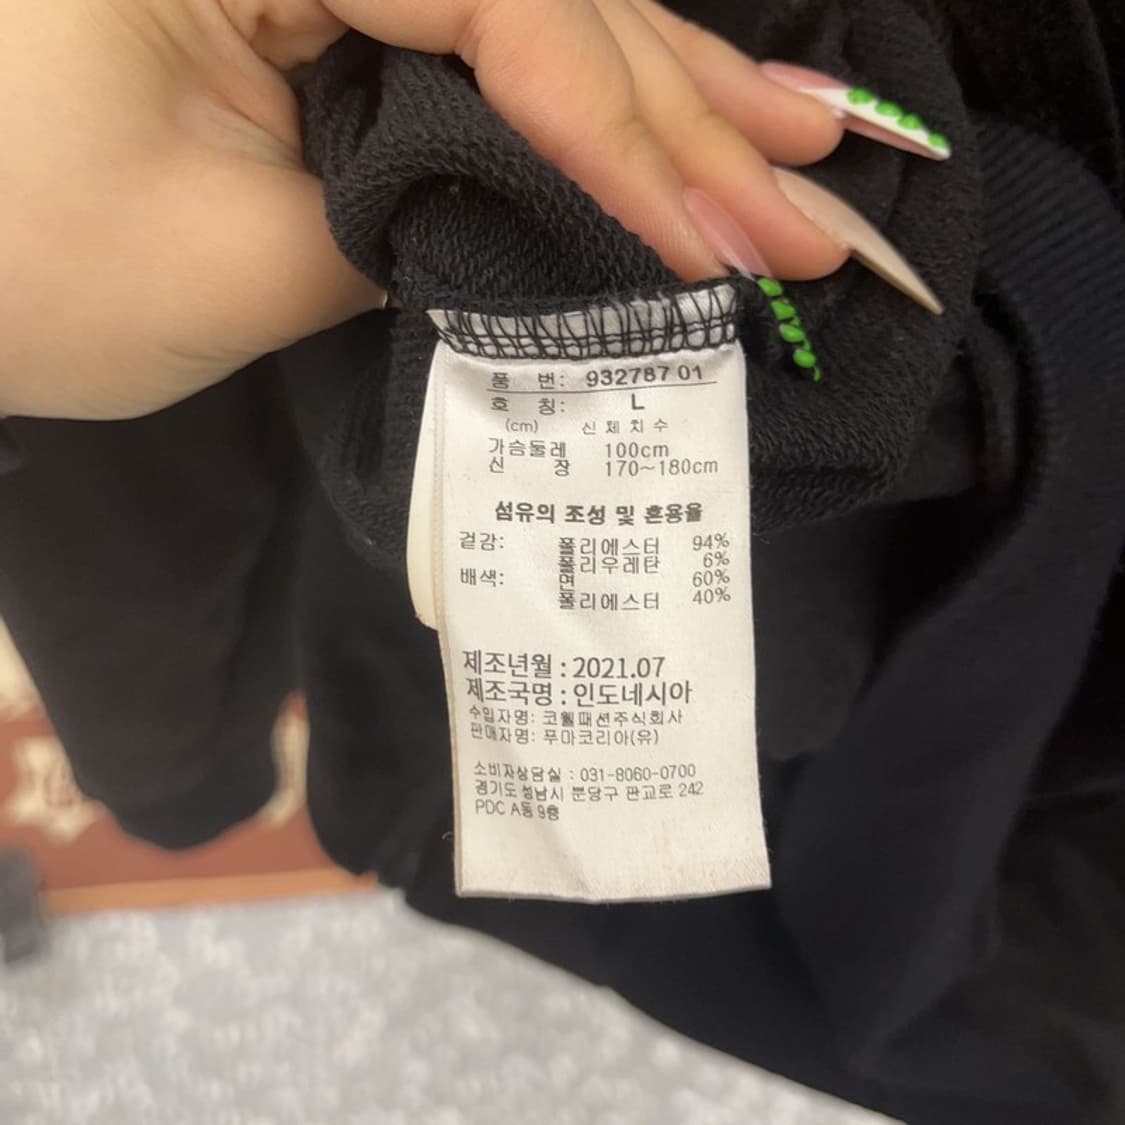 품 번: 932787 01
호 칭: L
(cm) 신 체 치 수
가슴둘레 100cm
신 장 170~180cm
섬유의 조성 및 혼용율
겉감: 폴리에스터 94%
폴리우레탄 6%
배색: 면 60%
폴리에스터 40%
제조년월 : 2021.07
제조국명 : 인도네시아
수입자명: 코웰패션주식회사
판매자명: 푸마코리아(유)
소비자상담실 : 031-8060-0700
경기도 성남시 분당구 판교로 242
PDC A동 9층